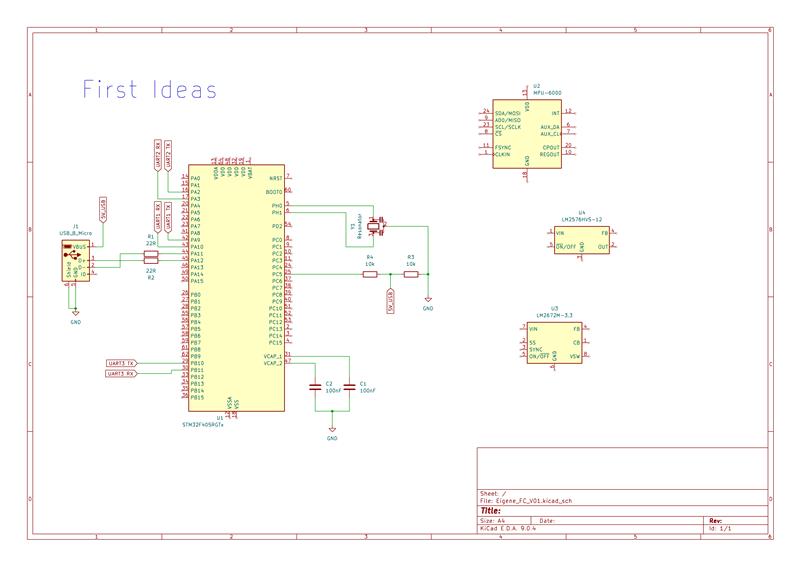 First Ideas
U2
MPU-6000
VDD
SDA/MOSI
AD0/MISO
SCL/SCLK
CS
FSYNC
CLKIN
INT
AUX_DA
AUX_CL
CPOUT
REGOUT
GND
UART2 RX
UART2 TX
UART1 RX
UART1 TX
5V_USB
J1
USB_B_Micro
VBUS
D+
D-
ID
Shield
GND
GND
R1
22R
22R
R2
PA0
PA1
PA2
PA3
PA4
PA5
PA6
PA7
PA8
PA9
PA10
PA11
PA12
PA13
PA14
PA15
PB0
PB1
PB2
PB3
PB4
PB5
PB6
PB7
PB8
PB9
PB10
PB11
PB12
PB13
PB14
PB15
NRST
BOOT0
PH0
PH1
PD2
PC0
PC1
PC2
PC3
PC4
PC5
PC6
PC7
PC8
PC9
PC10
PC11
PC12
PC13
PC14
PC15
VCAP_1
VCAP_2
VDDA
VDD
VDD
VDD
VDD
VBAT
VSSA
VSS
U1
STM32F405RGTx
UART3 TX
UART3 RX
Y1
Resonator
R4
10k
R3
10k
5V_USB
GND
C2
100nF
C1
100nF
GND
U4
LM2576HVS-12
VIN
FB
ON/OFF
OUT
GND
U3
LM2672M-3.3
VIN
FB
SS
CB
SYNC
ON/OFF
VSW
GND
Sheet: /
File: Eigene_FC_V01.kicad_sch
Title:
Size: A4 Date: Rev:
KiCad E.D.A. 9.0.4 Id: 1/1